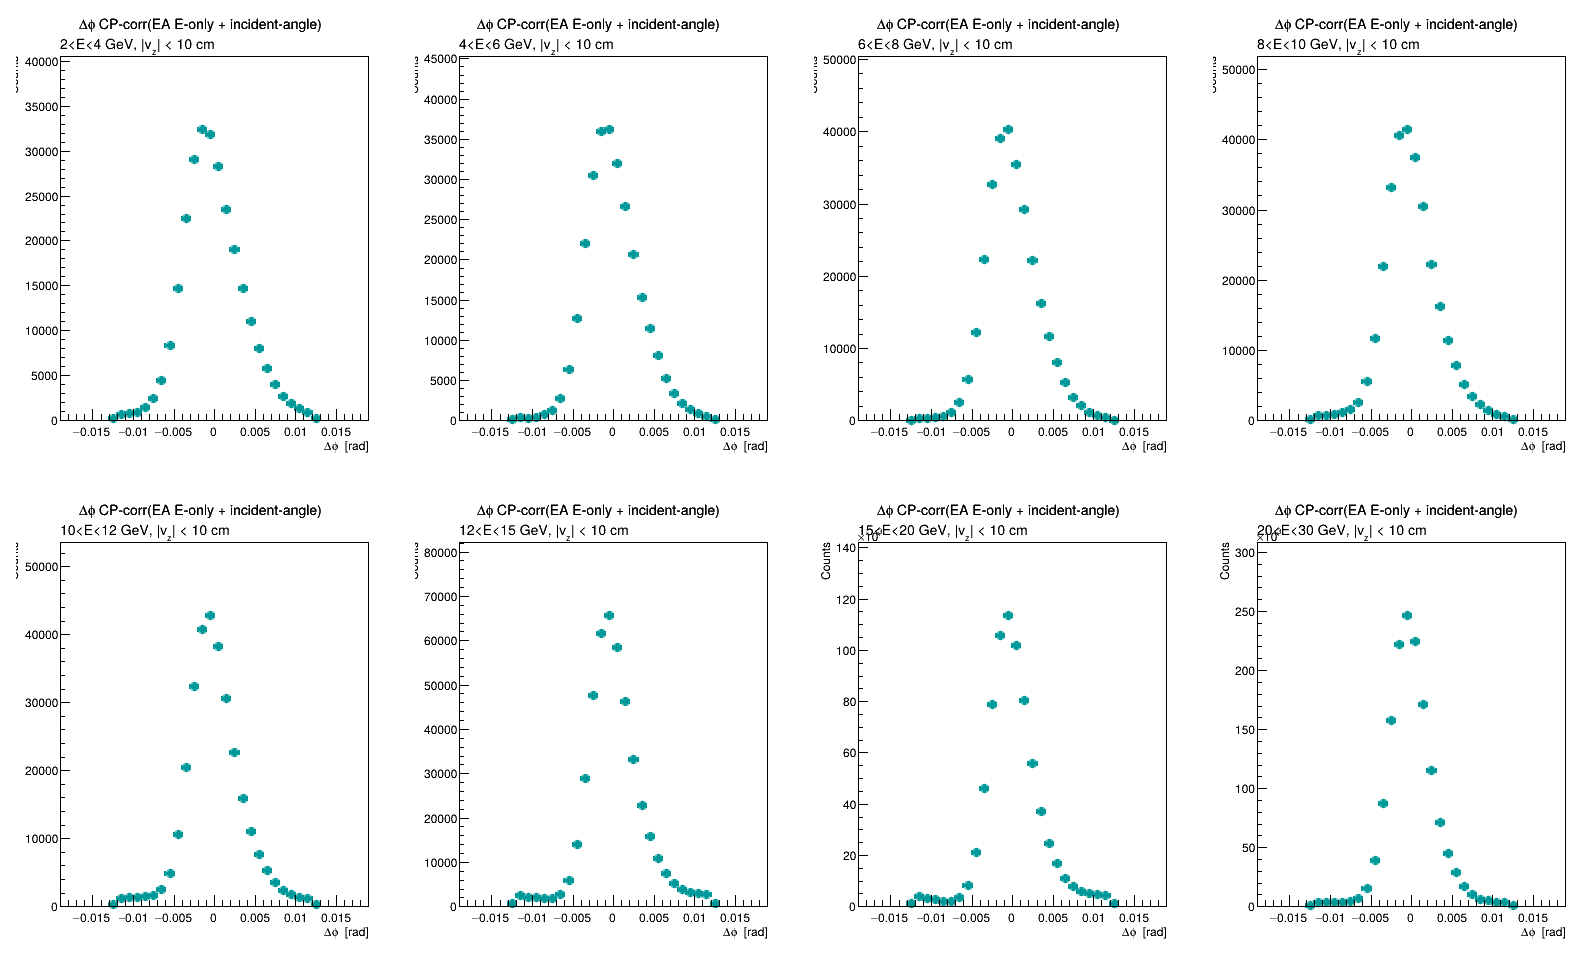 Δϕ CP-corr(EA E-only + incident-angle)
2<E<4 GeV, |v_z| < 10 cm
Counts
40000
35000
30000
25000
20000
15000
10000
5000
0
−0.015 −0.01 −0.005 0 0.005 0.01 0.015
Δϕ [rad]
Δϕ CP-corr(EA E-only + incident-angle)
4<E<6 GeV, |v_z| < 10 cm
Counts
45000
40000
35000
30000
25000
20000
15000
10000
5000
0
−0.015 −0.01 −0.005 0 0.005 0.01 0.015
Δϕ [rad]
Δϕ CP-corr(EA E-only + incident-angle)
6<E<8 GeV, |v_z| < 10 cm
Counts
50000
40000
30000
20000
10000
0
−0.015 −0.01 −0.005 0 0.005 0.01 0.015
Δϕ [rad]
Δϕ CP-corr(EA E-only + incident-angle)
8<E<10 GeV, |v_z| < 10 cm
Counts
50000
40000
30000
20000
10000
0
−0.015 −0.01 −0.005 0 0.005 0.01 0.015
Δϕ [rad]
Δϕ CP-corr(EA E-only + incident-angle)
10<E<12 GeV, |v_z| < 10 cm
Counts
50000
40000
30000
20000
10000
0
−0.015 −0.01 −0.005 0 0.005 0.01 0.015
Δϕ [rad]
Δϕ CP-corr(EA E-only + incident-angle)
12<E<15 GeV, |v_z| < 10 cm
Counts
80000
70000
60000
50000
40000
30000
20000
10000
0
−0.015 −0.01 −0.005 0 0.005 0.01 0.015
Δϕ [rad]
Δϕ CP-corr(EA E-only + incident-angle)
15<E<20 GeV, |v_z| < 10 cm
Counts
140
120
100
80
60
40
20
0
−0.015 −0.01 −0.005 0 0.005 0.01 0.015
Δϕ [rad]
Δϕ CP-corr(EA E-only + incident-angle)
20<E<30 GeV, |v_z| < 10 cm
Counts
300
250
200
150
100
50
0
−0.015 −0.01 −0.005 0 0.005 0.01 0.015
Δϕ [rad]